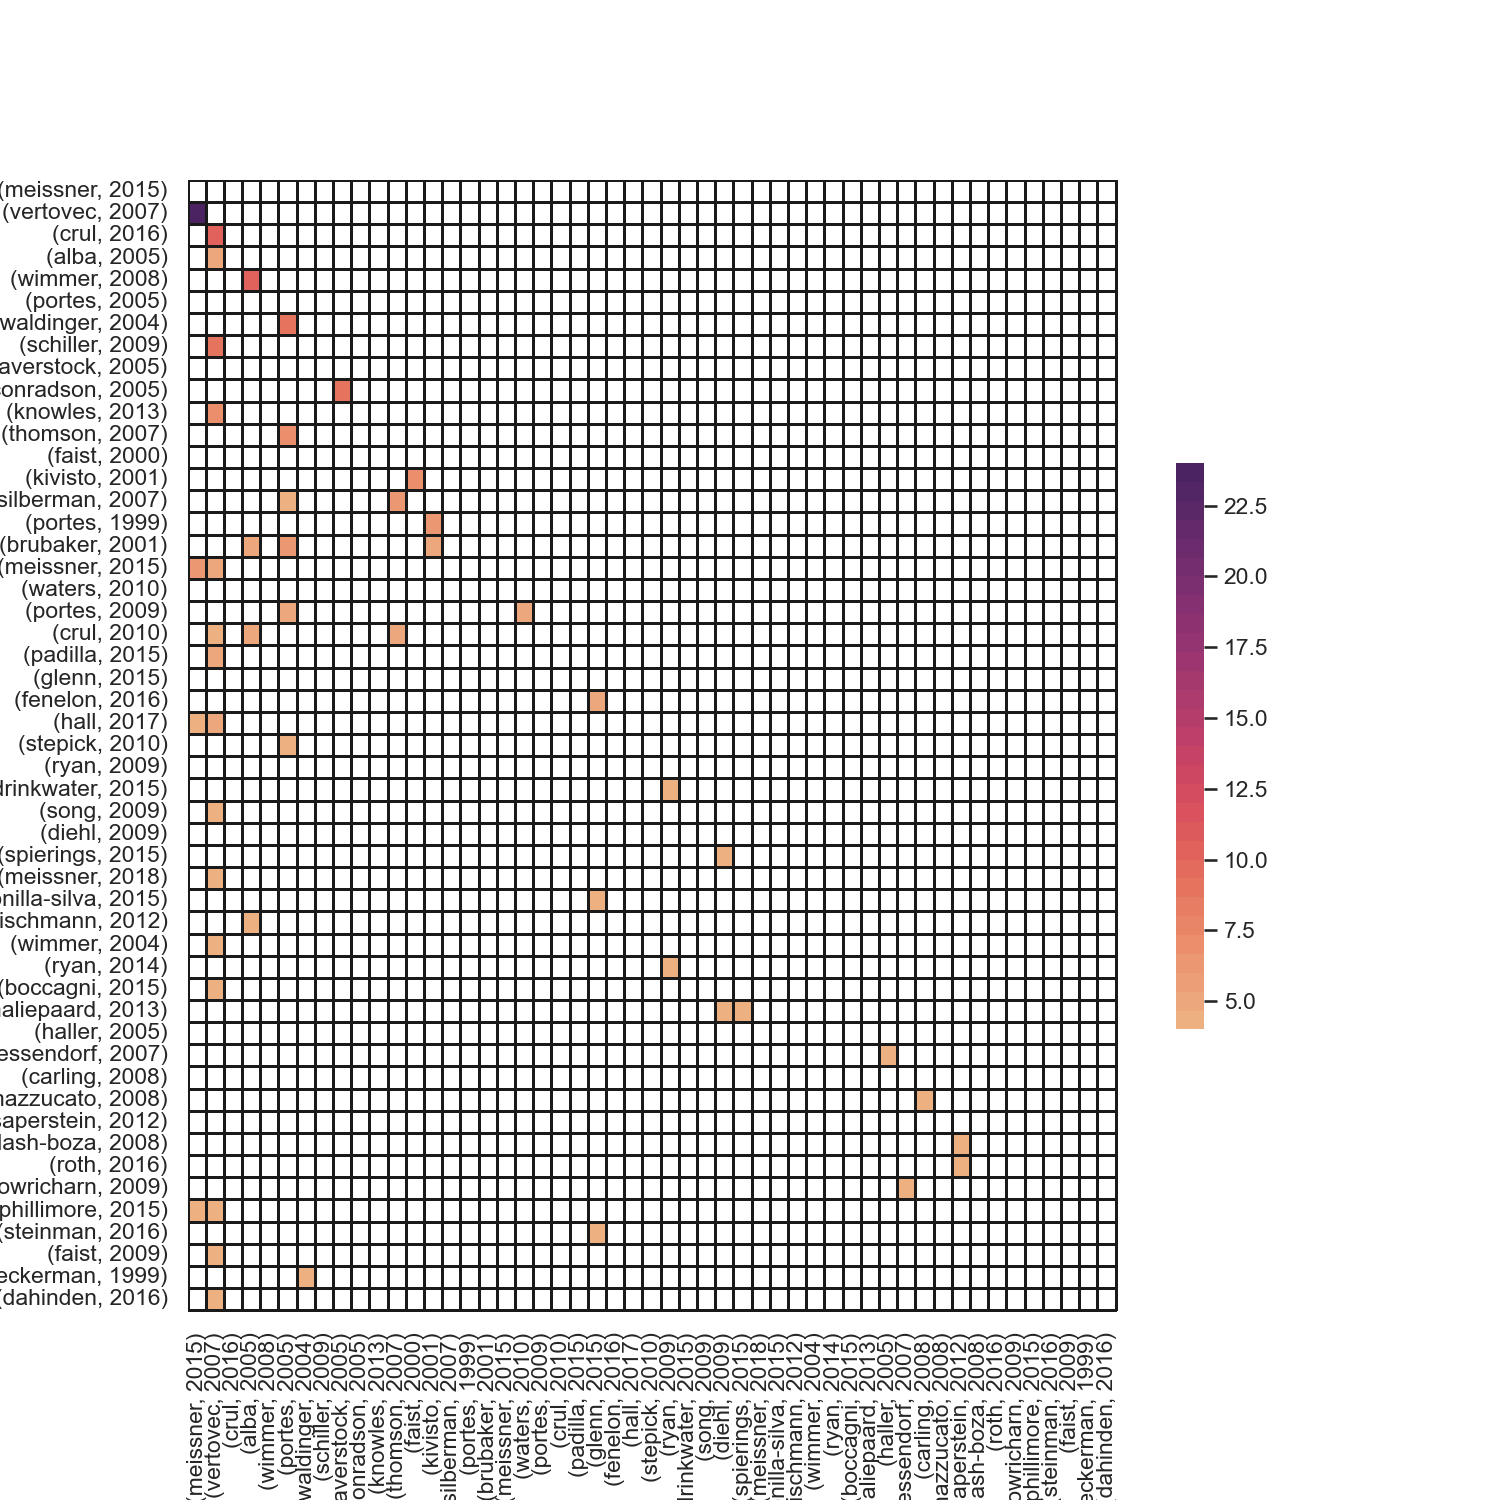 (meissner, 2015)
(vertovec, 2007)
(crul, 2016)
(alba, 2005)
(wimmer, 2008)
(portes, 2005)
waldinger, 2004)
(schiller, 2009)
averstock, 2005)
onradson, 2005)
(knowles, 2013)
(thomson, 2007)
(faist, 2000)
(kivisto, 2001)
silberman, 2007)
(portes, 1999)
(brubaker, 2001)
(meissner, 2015)
(waters, 2010)
(portes, 2009)
(crul, 2010)
(padilla, 2015)
(glenn, 2015)
(fenelon, 2016)
(hall, 2017)
(stepick, 2010)
(ryan, 2009)
drinkwater, 2015)
(song, 2009)
(diehl, 2009)
(spierings, 2015)
(meissner, 2018)
onilla-silva, 2015)
ischmann, 2012)
(wimmer, 2004)
(ryan, 2014)
(boccagni, 2015)
aliepaard, 2013)
(haller, 2005)
essendorf, 2007)
(carling, 2008)
nazzucato, 2008)
saperstein, 2012)
lash-boza, 2008)
(roth, 2016)
owricharn, 2009)
phillimore, 2015)
(steinman, 2016)
(faist, 2009)
eckerman, 1999)
(dahinden, 2016)
22.5
20.0
17.5
15.0
12.5
10.0
7.5
5.0
(meissner, 2015)
(vertovec, 2007)
(crul, 2016)
(alba, 2005)
(wimmer, 2008)
(portes, 2005)
waldinger, 2004)
(schiller, 2009)
averstock, 2005)
onradson, 2005)
(knowles, 2013)
(thomson, 2007)
(faist, 2000)
(kivisto, 2001)
silberman, 2007)
(portes, 1999)
(brubaker, 2001)
(meissner, 2015)
(waters, 2010)
(portes, 2009)
(crul, 2010)
(padilla, 2015)
(glenn, 2015)
(fenelon, 2016)
(hall, 2017)
(stepick, 2010)
(ryan, 2009)
drinkwater, 2015)
(song, 2009)
(diehl, 2009)
(spierings, 2015)
meissner, 2018)
nilla-silva, 2015)
ischmann, 2012)
(wimmer, 2004)
(ryan, 2014)
(boccagni, 2015)
aliepaard, 2013)
(haller, 2005)
essendorf, 2007)
(carling, 2008)
azzucato, 2008)
aperstein, 2012)
ash-boza, 2008)
(roth, 2016)
owricharn, 2009)
phillimore, 2015)
(steinman, 2016)
(faist, 2009)
eckerman, 1999)
(dahinden, 2016)